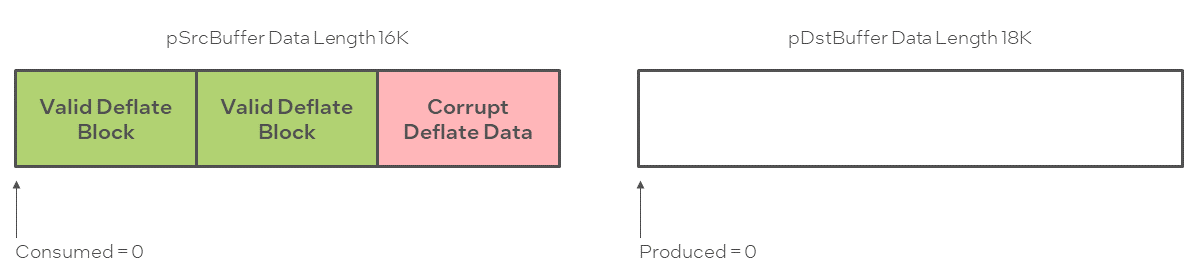 pSrcBuffer Data Length 16K
pDstBuffer Data Length 18K
Valid Deflate
Block
Valid Deflate
Block
Corrupt
Deflate Data
Consumed = 0
Produced = 0